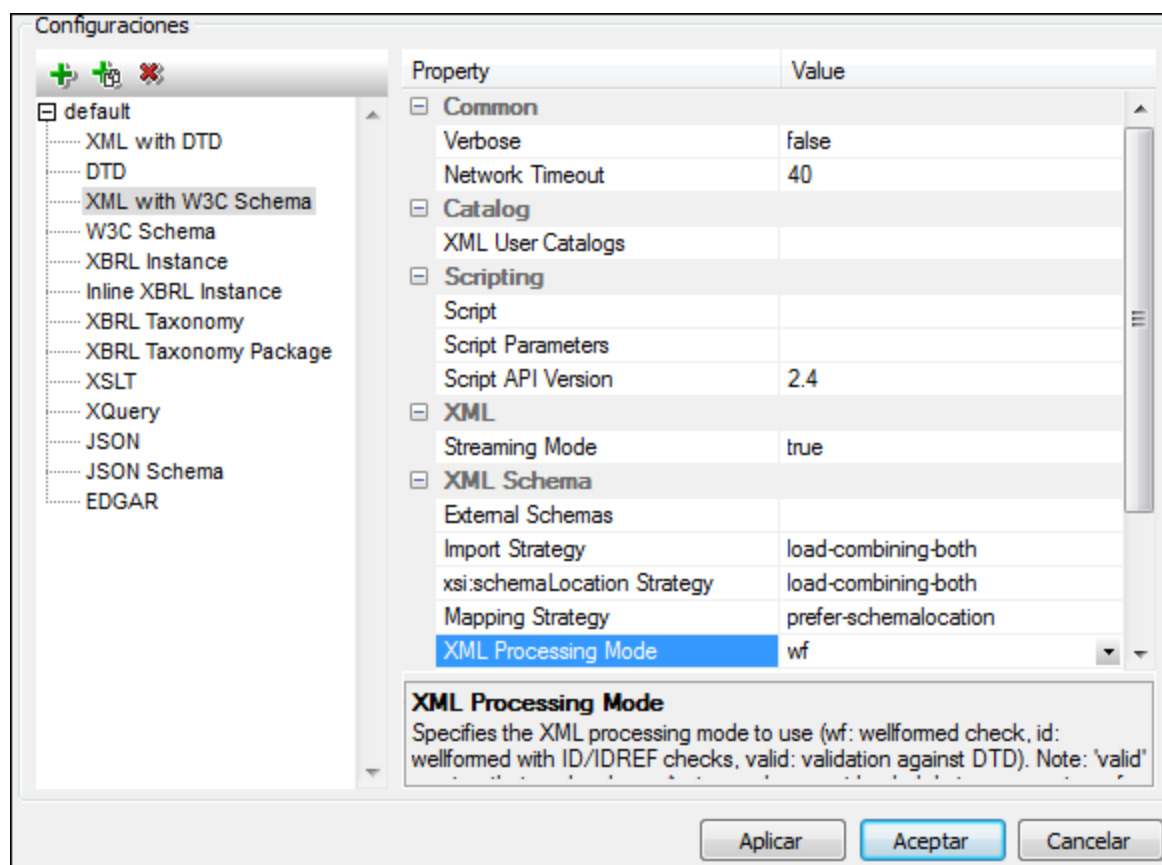 Configuraciones
default
XML with DTD
DTD
XML with W3C Schema
W3C Schema
XBRL Instance
Inline XBRL Instance
XBRL Taxonomy
XBRL Taxonomy Package
XSLT
XQuery
JSON
JSON Schema
EDGAR
Property Value
Common
Verbose false
Network Timeout 40
Catalog
XML User Catalogs
Scripting
Script
Script Parameters
Script API Version 2.4
XML
Streaming Mode true
XML Schema
External Schemas
Import Strategy load-combining-both
xsi:schemaLocation Strategy load-combining-both
Mapping Strategy prefer-schemalocation
XML Processing Mode wf
XML Processing Mode
Specifies the XML processing mode to use (wf: wellformed check, id:
wellformed with ID/IDREF checks, valid: validation against DTD). Note: 'valid'
Aplicar Aceptar Cancelar